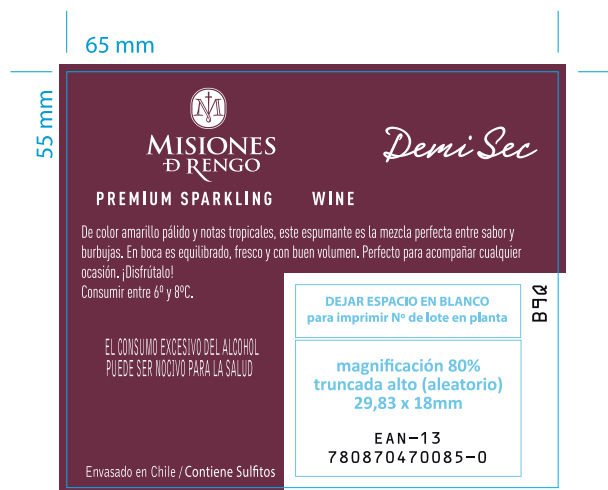 65 mm
55 mm
MISIONES
D RENGO
Demi Sec
PREMIUM SPARKLING WINE
De color amarillo pálido y notas tropicales, este espumante es la mezcla perfecta entre sabor y
burbujas. En boca es equilibrado, fresco y con buen volumen. Perfecto para acompañar cualquier
ocasión. ¡Disfrútalo!
Consumir entre 6º y 8ºC.
DEJAR ESPACIO EN BLANCO
para imprimir Nº de lote en planta
EL CONSUMO EXCESIVO DEL ALCOHOL
PUEDE SER NOCIVO PARA LA SALUD
magnificación 80%
truncada alto (aleatorio)
29,83 x 18mm
EAN-13
780870470085-0
Envasado en Chile / Contiene Sulfitos